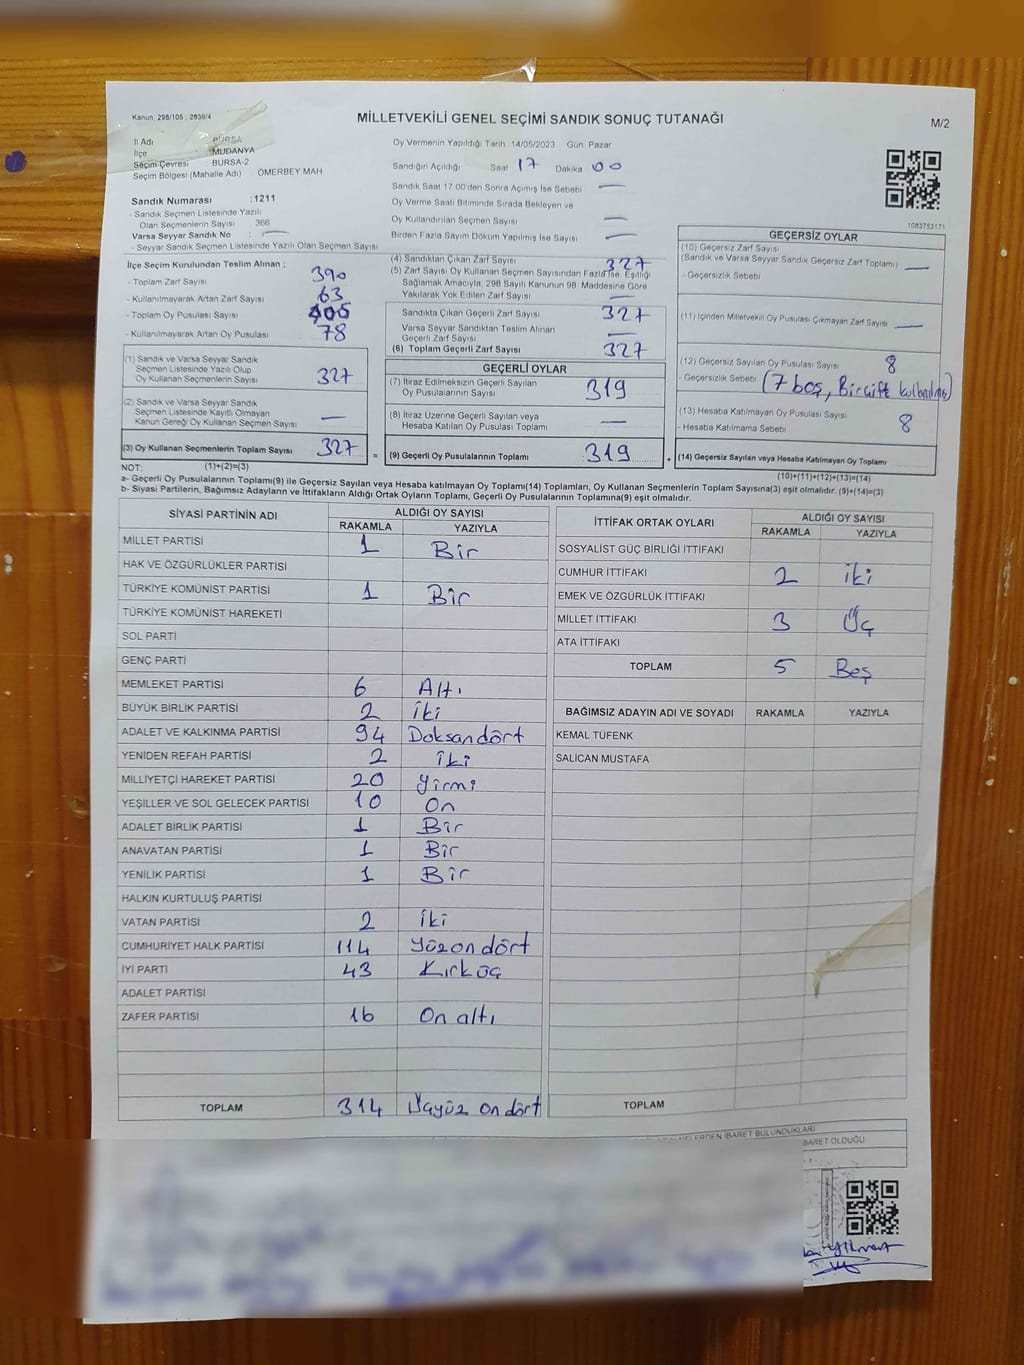 Kanun: 298/105 , 2839/4
MİLLETVEKİLİ GENEL SEÇİMİ SANDIK SONUÇ TUTANAĞI
M/2
İl Adı BURSA
İlçe MUDANYA
Seçim Çevresi BURSA-2
Seçim Bölgesi (Mahalle Adı) ÖMERBEY MAH
Oy Vermenin Yapıldığı Tarih :14/05/2023 Gün: Pazar
Sandığın Açıldığı Saat 17 Dakika 00
Sandık Saat 17.00'den Sonra Açımış İse Sebebi —
Oy Verme Saati Bitiminde Sırada Bekleyen ve
Oy Kullandırılan Seçmen Sayısı —
Birden Fazla Sayım Döküm Yapılmış İse Sayısı —
Sandık Numarası :1211
- Sandık Seçmen Listesinde Yazılı
Olan Seçmenlerin Sayısı 366
Varsa Seyyar Sandık No : —
- Seyyar Sandık Seçmen Listesinde Yazılı Olan Seçmen Sayısı
1083753171
İlçe Seçim Kurulundan Teslim Alınan ;
- Toplam Zarf Sayısı 390
- Kullanılmayarak Artan Zarf Sayısı 63
- Toplam Oy Pusulası Sayısı 405
- Kullanılmayarak Artan Oy Pusulası 78
(1) Sandık ve Varsa Seyyar Sandık
Seçmen Listesinde Yazılı Olup
Oy Kullanan Seçmenlerin Sayısı 327
(2) Sandık ve Varsa Seyyar Sandık
Seçmen Listesinde Kayıtlı Olmayan
Kanun Gereği Oy Kullanan Seçmen Sayısı —
(3) Oy Kullanan Seçmenlerin Toplam Sayısı 327
(4) Sandıktan Çıkan Zarf Sayısı 327
(5) Zarf Sayısı Oy Kullanan Seçmen Sayısından Fazla İse, Eşitliği
Sağlamak Amacıyla, 298 Sayılı Kanunun 98. Maddesine Göre
Yakılarak Yok Edilen Zarf Sayısı —
Sandıkta Çıkan Geçerli Zarf Sayısı 327
Varsa Seyyar Sandıktan Teslim Alınan
Geçerli Zarf Sayısı —
(6) Toplam Geçerli Zarf Sayısı 327
GEÇERLİ OYLAR
(7) İtiraz Edilmeksizin Geçerli Sayılan
Oy Pusulalarının Sayısı 319
(8) İtiraz Üzerine Geçerli Sayılan veya
Hesaba Katılan Oy Pusulası Toplamı —
= (9) Geçerli Oy Pusulalarının Toplamı 319 +
GEÇERSİZ OYLAR
(10) Geçersiz Zarf Sayısı
(Sandık ve Varsa Seyyar Sandık Geçersiz Zarf Toplamı) —
- Geçersizlik Sebebi
(11) İçinden Milletvekili Oy Pusulası Çıkmayan Zarf Sayısı —
(12) Geçersiz Sayılan Oy Pusulası Sayısı 8
- Geçersizlik Sebebi (7 boş, Bir çift kullanılmış)
(13) Hesaba Katılmayan Oy Pusulası Sayısı 8
- Hesaba Katılmama Sebebi
(14) Geçersiz Sayılan veya Hesaba Katılmayan Oy Toplamı
NOT: (1)+(2)=(3)
(10)+(11)+(12)+(13)=(14)
a- Geçerli Oy Pusulalarının Toplamı(9) ile Geçersiz Sayılan veya Hesaba katılmayan Oy Toplamı(14) Toplamları, Oy Kullanan Seçmenlerin Toplam Sayısına(3) eşit olmalıdır. (9)+(14)=(3)
b- Siyasi Partilerin, Bağımsız Adayların ve İttifakların Aldığı Ortak Oyların Toplamı, Geçerli Oy Pusulalarının Toplamına(9) eşit olmalıdır.
SİYASİ PARTİNİN ADI ALDIĞI OY SAYISI
RAKAMLA YAZIYLA
MİLLET PARTİSİ 1 Bir
HAK VE ÖZGÜRLÜKLER PARTİSİ
TÜRKİYE KOMÜNİST PARTİSİ 1 Bir
TÜRKİYE KOMÜNİST HAREKETİ
SOL PARTİ
GENÇ PARTİ
MEMLEKET PARTİSİ 6 Altı
BÜYÜK BİRLİK PARTİSİ 2 İki
ADALET VE KALKINMA PARTİSİ 94 Doksandört
YENİDEN REFAH PARTİSİ 2 İki
MİLLİYETÇİ HAREKET PARTİSİ 20 Yirmi
YEŞİLLER VE SOL GELECEK PARTİSİ 10 On
ADALET BİRLİK PARTİSİ 1 Bir
ANAVATAN PARTİSİ 1 Bir
YENİLİK PARTİSİ 1 Bir
HALKIN KURTULUŞ PARTİSİ
VATAN PARTİSİ 2 İki
CUMHURİYET HALK PARTİSİ 114 Yüzondört
İYİ PARTİ 43 Kırküç
ADALET PARTİSİ
ZAFER PARTİSİ 16 On altı
TOPLAM 314 Üçyüz on dört
İTTİFAK ORTAK OYLARI ALDIĞI OY SAYISI
RAKAMLA YAZIYLA
SOSYALİST GÜÇ BİRLİĞİ İTTİFAKI
CUMHUR İTTİFAKI 2 iki
EMEK VE ÖZGÜRLÜK İTTİFAKI
MİLLET İTTİFAKI 3 Üç
ATA İTTİFAKI
TOPLAM 5 Beş
BAĞIMSIZ ADAYIN ADI VE SOYADI RAKAMLA YAZIYLA
KEMAL TÜFENK
SALİCAN MUSTAFA
TOPLAM
İBARET BULUNDUKLARI
İBARET OLDUĞU